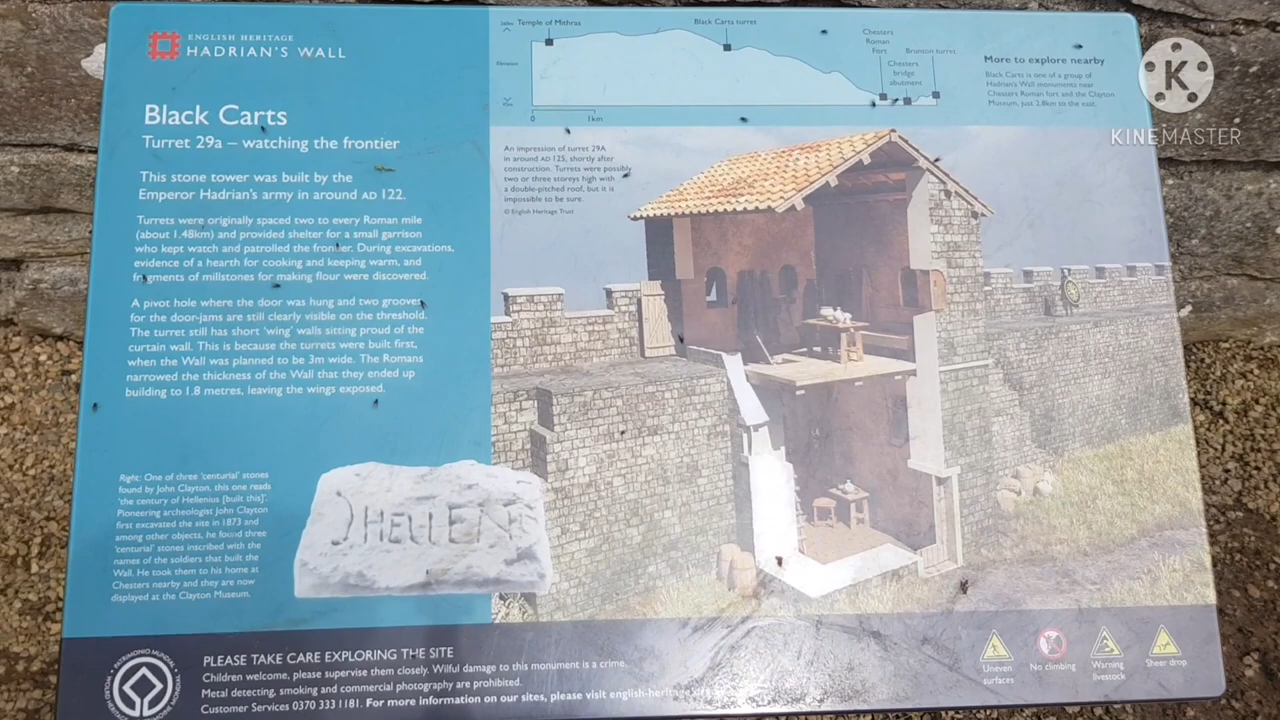 ENGLISH HERITAGE
HADRIAN'S WALL
Black Carts
Turret 29a – watching the frontier
This stone tower was built by the
Emperor Hadrian's army in around AD 122.
Turrets were originally spaced two to every Roman mile
(about 1.48km) and provided shelter for a small garrison
who kept watch and patrolled the frontier. During excavations,
evidence of a hearth for cooking and keeping warm, and
fragments of millstones for making flour were discovered.
A pivot hole where the door was hung and two grooves
for the door-jams are still clearly visible on the threshold.
The turret still has short 'wing' walls sitting proud of the
curtain wall. This is because the turrets were built first,
when the Wall was planned to be 3m wide. The Romans
narrowed the thickness of the Wall that they ended up
building to 1.8 metres, leaving the wings exposed.
Right: One of three 'centurial' stones
found by John Clayton, this one reads
'the century of Hellenius [built this]'.
Pioneering archeologist John Clayton
first excavated the site in 1873 and
among other objects, he found three
'centurial' stones inscribed with the
names of the soldiers that built the
Wall. He took them to his home at
Chesters nearby and they are now
displayed at the Clayton Museum.
HELLEN
Temple of Mithras
Black Carts turret
Chesters
Roman
Fort
Brunton turret
Chesters
bridge
abutment
Elevation
0
1km
More to explore nearby
Black Carts is one of a group of
Hadrian's Wall monuments near
Chesters Roman fort and the Clayton
Museum, just 2.8km to the east.
An impression of turret 29A
in around AD 125, shortly after
construction. Turrets were possibly
two or three storeys high with
a double-pitched roof, but it is
impossible to be sure.
© English Heritage Trust
PLEASE TAKE CARE EXPLORING THE SITE
Children welcome, please supervise them closely. Wilful damage to this monument is a crime.
Metal detecting, smoking and commercial photography are prohibited.
Customer Services 0370 333 1181. For more information on our sites, please visit english-heritage
PATRIMONIO MUNDIAL
WORLD HERITAGE
PATRIMOINE MONDIAL
Uneven
surfaces
No climbing
Warning
livestock
Sheer drop
K
KINEMASTER